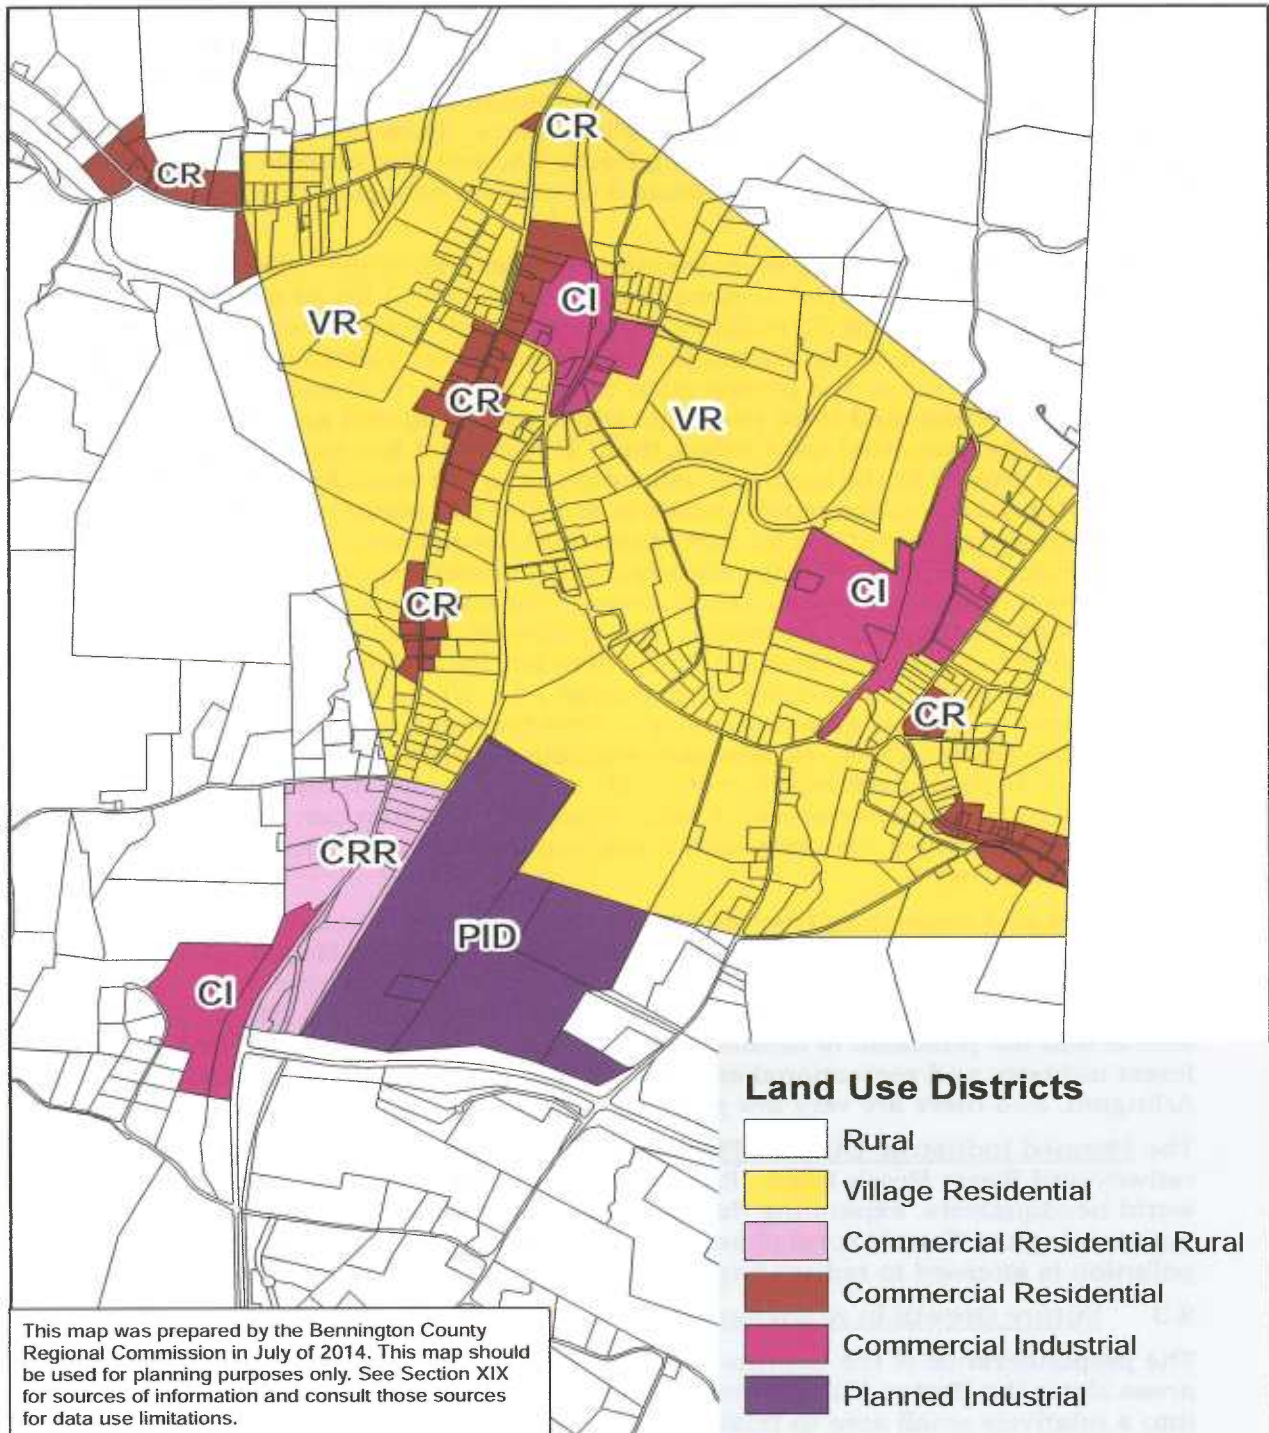 CR
CR
CI
VR
CR
VR
CI
CR
CR
CRR
PID
CI
Land Use Districts
Rural
Village Residential
Commercial Residential Rural
Commercial Residential
Commercial Industrial
Planned Industrial
This map was prepared by the Bennington County
Regional Commission in July of 2014. This map should
be used for planning purposes only. See Section XIX
for sources of information and consult those sources
for data use limitations.